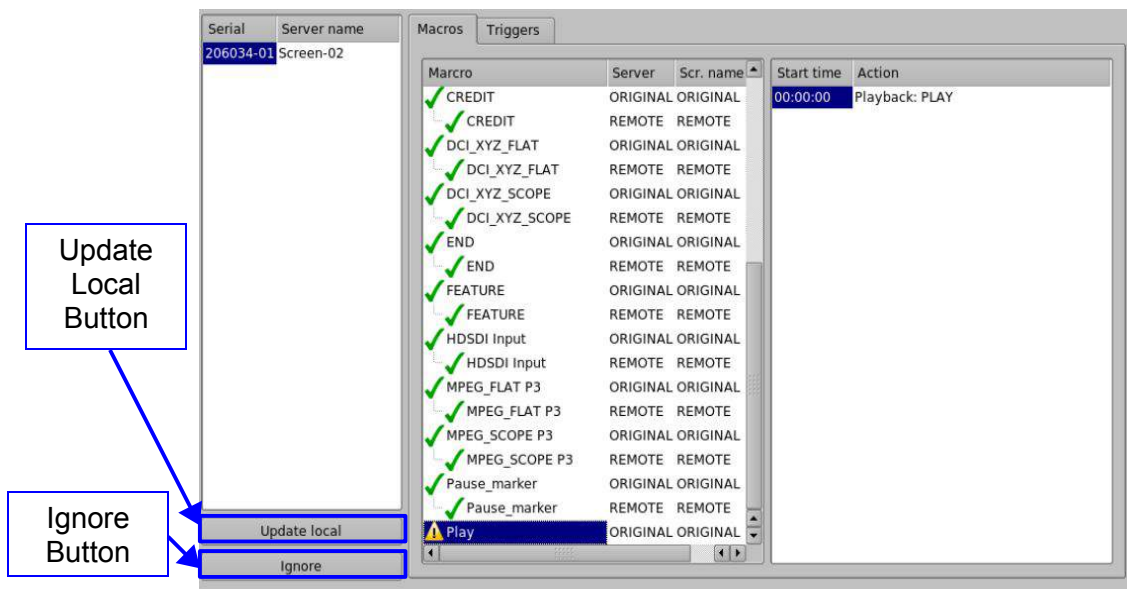 Serial Server name
206034-01 Screen-02
Update
Local
Button
Ignore
Button
Update local
Ignore
Macros Triggers
Marcro Server Scr. name
CREDIT ORIGINAL ORIGINAL
CREDIT REMOTE REMOTE
DCI_XYZ_FLAT ORIGINAL ORIGINAL
DCI_XYZ_FLAT REMOTE REMOTE
DCI_XYZ_SCOPE ORIGINAL ORIGINAL
DCI_XYZ_SCOPE REMOTE REMOTE
END ORIGINAL ORIGINAL
END REMOTE REMOTE
FEATURE ORIGINAL ORIGINAL
FEATURE REMOTE REMOTE
HDSDI Input ORIGINAL ORIGINAL
HDSDI Input REMOTE REMOTE
MPEG_FLAT P3 ORIGINAL ORIGINAL
MPEG_FLAT P3 REMOTE REMOTE
MPEG_SCOPE P3 ORIGINAL ORIGINAL
MPEG_SCOPE P3 REMOTE REMOTE
Pause_marker ORIGINAL ORIGINAL
Pause_marker REMOTE REMOTE
Play ORIGINAL ORIGINAL
Start time Action
00:00:00 Playback: PLAY